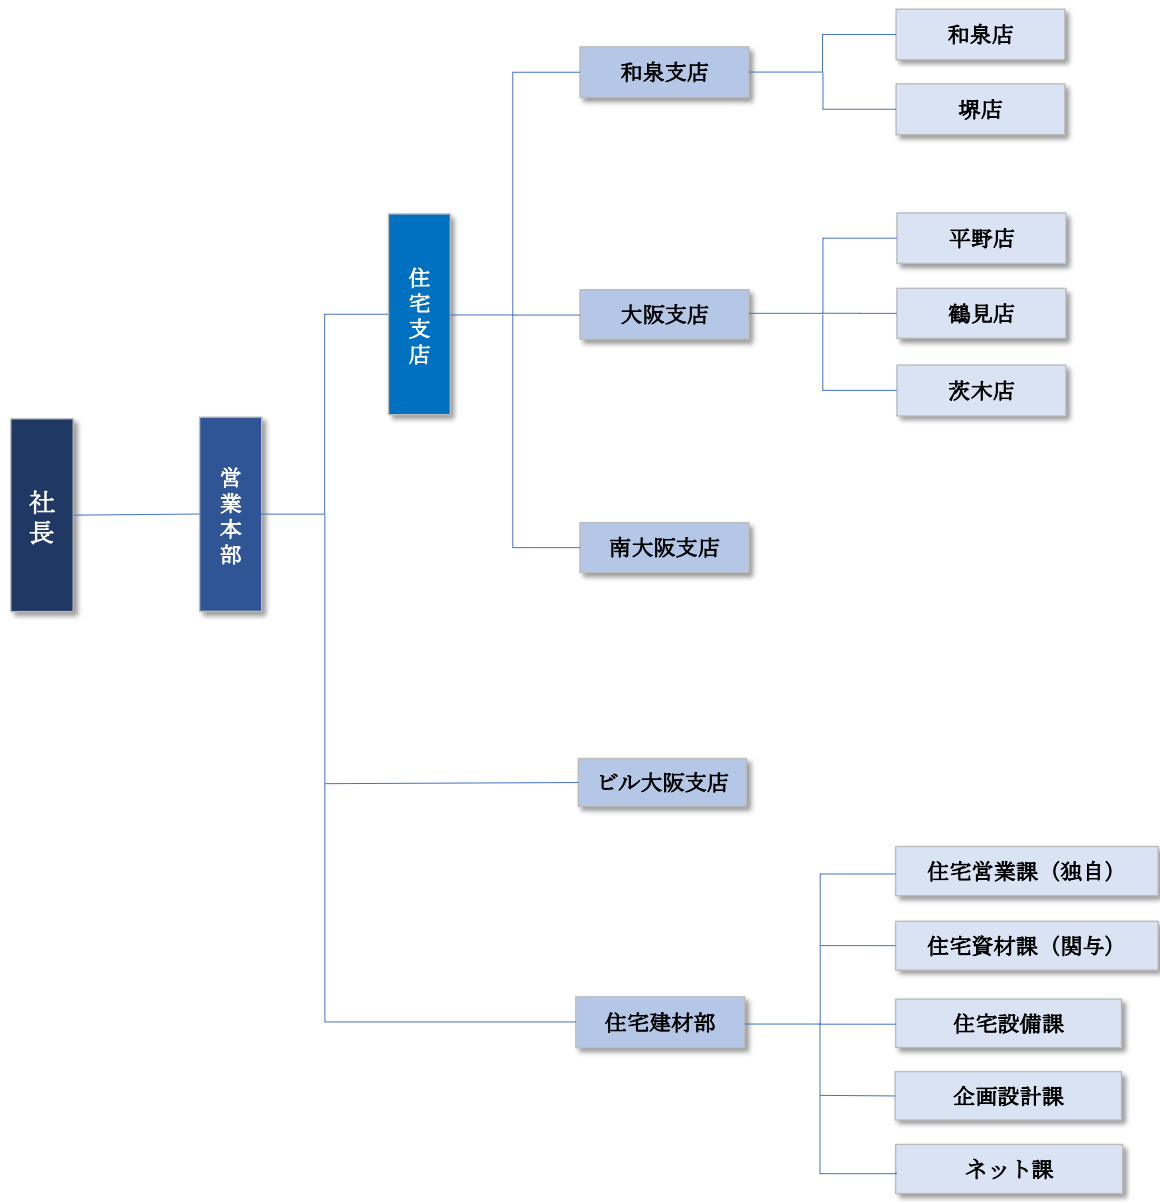 社長
営業本部
住宅支店
和泉支店
和泉店
堺店
大阪支店
平野店
鶴見店
茨木店
南大阪支店
ビル大阪支店
住宅建材部
住宅営業課（独自）
住宅資材課（関与）
住宅設備課
企画設計課
ネット課